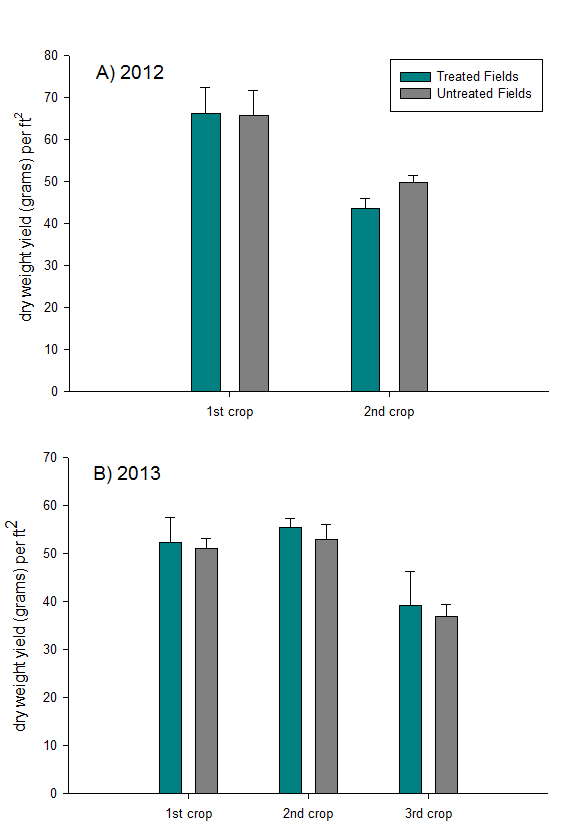 A) 2012
Treated Fields
Untreated Fields
dry weight yield (grams) per ft²
80
70
60
50
40
30
20
10
0
1st crop 2nd crop
B) 2013
dry weight yield (grams) per ft²
70
60
50
40
30
20
10
0
1st crop 2nd crop 3rd crop